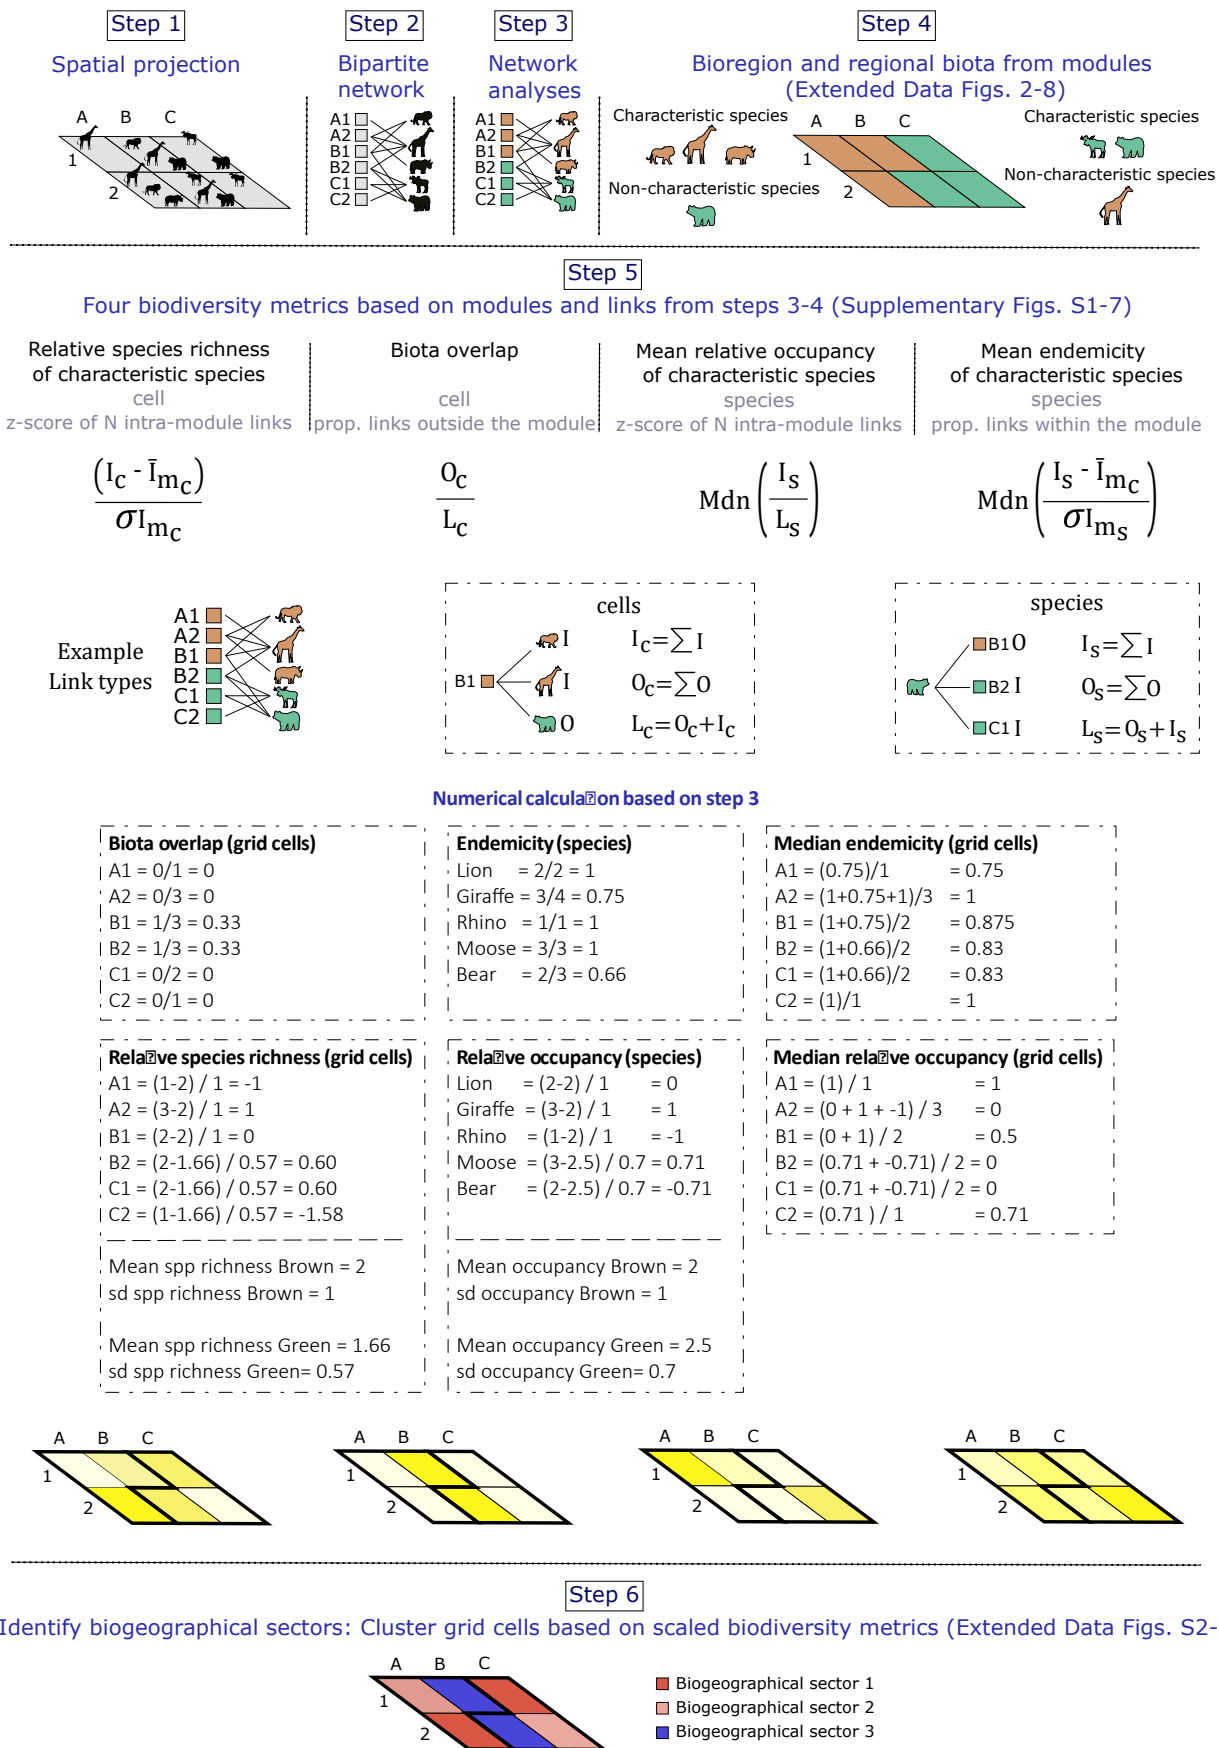 Step 1
Spatial projection
A B C
1
2
Step 2
Bipartite
network
A1
A2
B1
B2
C1
C2
Step 3
Network
analyses
A1
A2
B1
B2
C1
C2
Step 4
Bioregion and regional biota from modules
(Extended Data Figs. 2-8)
Characteristic species
Non-characteristic species
A B C
1
2
Characteristic species
Non-characteristic species
Step 5
Four biodiversity metrics based on modules and links from steps 3-4 (Supplementary Figs. S1-7)
Relative species richness
of characteristic species
cell
z-score of N intra-module links
Biota overlap
cell
prop. links outside the module
Mean relative occupancy
of characteristic species
species
z-score of N intra-module links
Mean endemicity
of characteristic species
species
prop. links within the module
(I_c - Ī_m_c) / σI_m_c
O_c / L_c
Mdn (I_s / L_s)
Mdn (I_s - Ī_m_c / σI_m_s)
Example
Link types
A1
A2
B1
B2
C1
C2
cells
B1
I
I
O
I_c=∑I
O_c=∑O
L_c=O_c+I_c
species
B1 O
B2 I
C1 I
I_s=∑I
O_s=∑O
L_s=O_s+I_s
Numerical calcula�on based on step 3
Biota overlap (grid cells)
A1 = 0/1 = 0
A2 = 0/3 = 0
B1 = 1/3 = 0.33
B2 = 1/3 = 0.33
C1 = 0/2 = 0
C2 = 0/1 = 0
Endemicity (species)
Lion = 2/2 = 1
Giraffe = 3/4 = 0.75
Rhino = 1/1 = 1
Moose = 3/3 = 1
Bear = 2/3 = 0.66
Median endemicity (grid cells)
A1 = (0.75)/1 = 0.75
A2 = (1+0.75+1)/3 = 1
B1 = (1+0.75)/2 = 0.875
B2 = (1+0.66)/2 = 0.83
C1 = (1+0.66)/2 = 0.83
C2 = (1)/1 = 1
Rela�ve species richness (grid cells)
A1 = (1-2) / 1 = -1
A2 = (3-2) / 1 = 1
B1 = (2-2) / 1 = 0
B2 = (2-1.66) / 0.57 = 0.60
C1 = (2-1.66) / 0.57 = 0.60
C2 = (1-1.66) / 0.57 = -1.58
Mean spp richness Brown = 2
sd spp richness Brown = 1
Mean spp richness Green = 1.66
sd spp richness Green= 0.57
Rela�ve occupancy (species)
Lion = (2-2) / 1 = 0
Giraffe = (3-2) / 1 = 1
Rhino = (1-2) / 1 = -1
Moose = (3-2.5) / 0.7 = 0.71
Bear = (2-2.5) / 0.7 = -0.71
Mean occupancy Brown = 2
sd occupancy Brown = 1
Mean occupancy Green = 2.5
sd occupancy Green= 0.7
Median rela�ve occupancy (grid cells)
A1 = (1) / 1 = 1
A2 = (0 + 1 + -1) / 3 = 0
B1 = (0 + 1) / 2 = 0.5
B2 = (0.71 + -0.71) / 2 = 0
C1 = (0.71 + -0.71) / 2 = 0
C2 = (0.71 ) / 1 = 0.71
A B C
1
2
A B C
1
2
A B C
1
2
A B C
1
2
Step 6
Identify biogeographical sectors: Cluster grid cells based on scaled biodiversity metrics (Extended Data Figs. S2-
A B C
1
2
Biogeographical sector 1
Biogeographical sector 2
Biogeographical sector 3